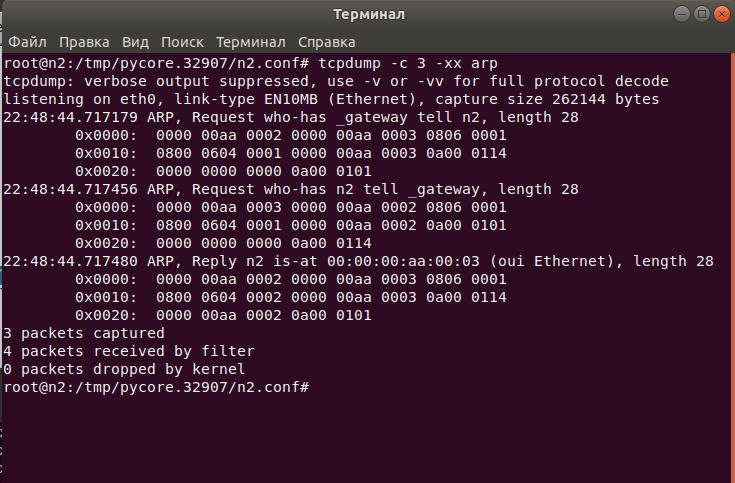 Терминал
Файл Правка Вид Поиск Терминал Справка
root@n2:/tmp/pycore.32907/n2.conf# tcpdump -c 3 -xx arp
tcpdump: verbose output suppressed, use -v or -vv for full protocol decode
listening on eth0, link-type EN10MB (Ethernet), capture size 262144 bytes
22:48:44.717179 ARP, Request who-has _gateway tell n2, length 28
0x0000: 0000 00aa 0002 0000 00aa 0003 0806 0001
0x0010: 0800 0604 0001 0000 00aa 0003 0a00 0114
0x0020: 0000 0000 0000 0a00 0101
22:48:44.717456 ARP, Request who-has n2 tell _gateway, length 28
0x0000: 0000 00aa 0003 0000 00aa 0002 0806 0001
0x0010: 0800 0604 0001 0000 00aa 0002 0a00 0101
0x0020: 0000 0000 0000 0a00 0114
22:48:44.717480 ARP, Reply n2 is-at 00:00:00:aa:00:03 (oui Ethernet), length 28
0x0000: 0000 00aa 0002 0000 00aa 0003 0806 0001
0x0010: 0800 0604 0002 0000 00aa 0003 0a00 0114
0x0020: 0000 00aa 0002 0a00 0101
3 packets captured
4 packets received by filter
0 packets dropped by kernel
root@n2:/tmp/pycore.32907/n2.conf#